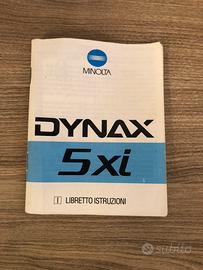 MINOLTA
DYNAX
5xi
I LIBRETTO ISTRUZIONI
subito